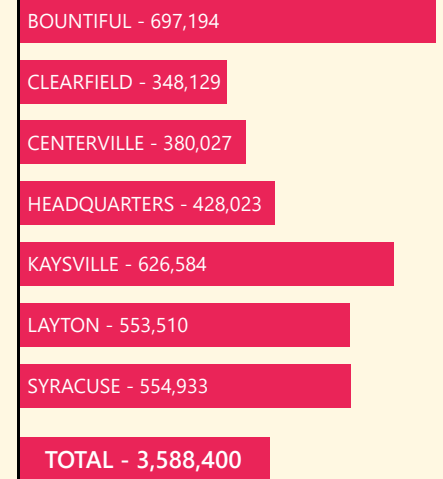 BOUNTIFUL - 697,194
CLEARFIELD - 348,129
CENTERVILLE - 380,027
HEADQUARTERS - 428,023
KAYSVILLE - 626,584
LAYTON - 553,510
SYRACUSE - 554,933
TOTAL - 3,588,400